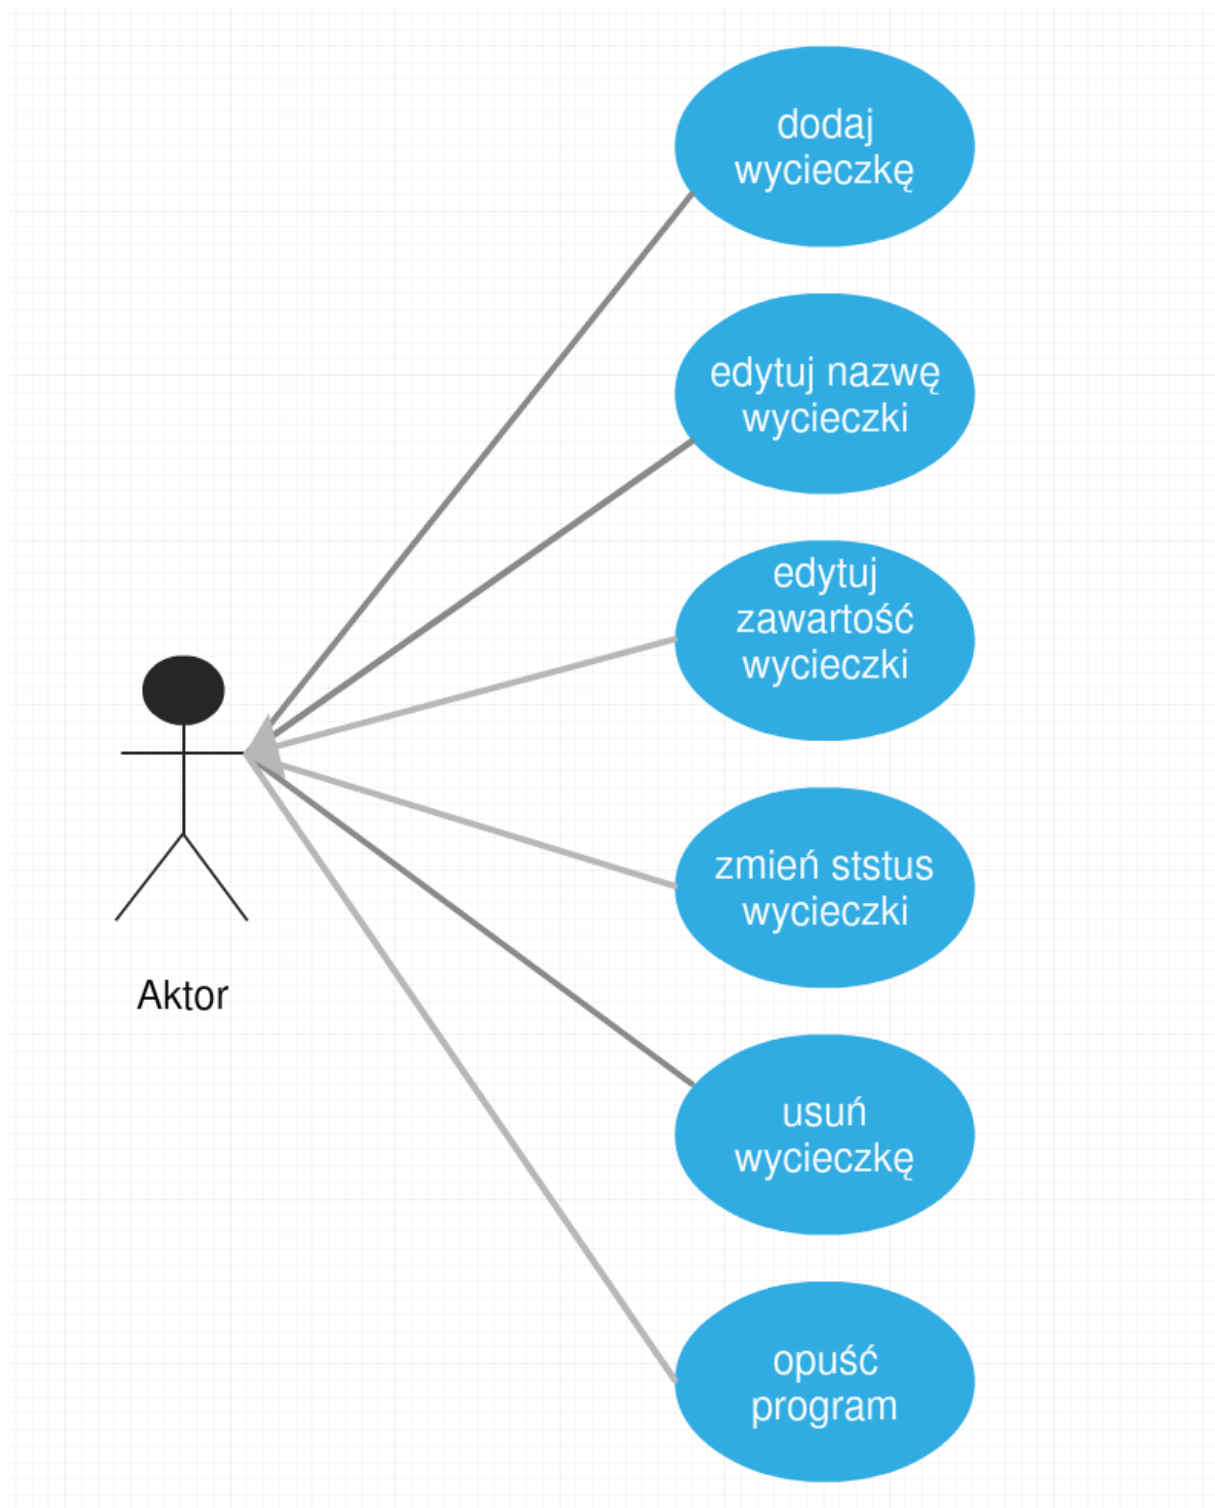 dodaj
wycieczkę
edytuj nazwę
wycieczki
edytuj
zawartość
wycieczki
zmień ststus
wycieczki
usuń
wycieczkę
opuść
program
Aktor